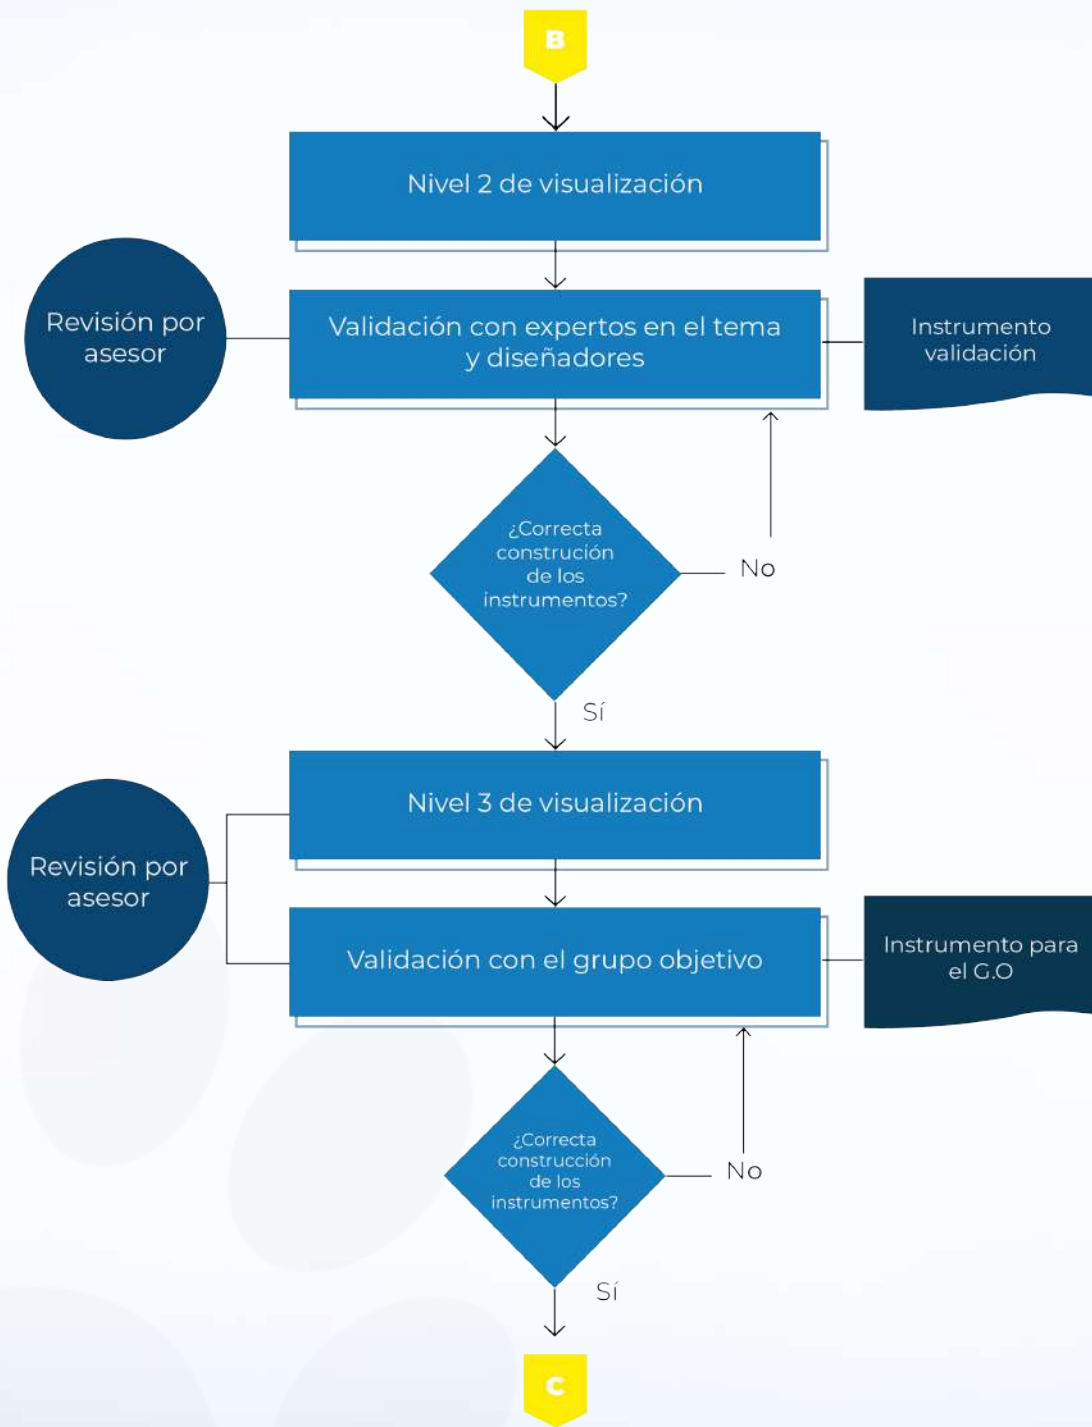 B
Nivel 2 de visualización
Revisión por
asesor
Validación con expertos en el tema
y diseñadores
Instrumento
validación
¿Correcta
construción
de los
instrumentos?
No
Sí
Nivel 3 de visualización
Revisión por
asesor
Validación con el grupo objetivo
Instrumento para
el G.O
¿Correcta
construcción
de los
instrumentos?
No
Sí
C